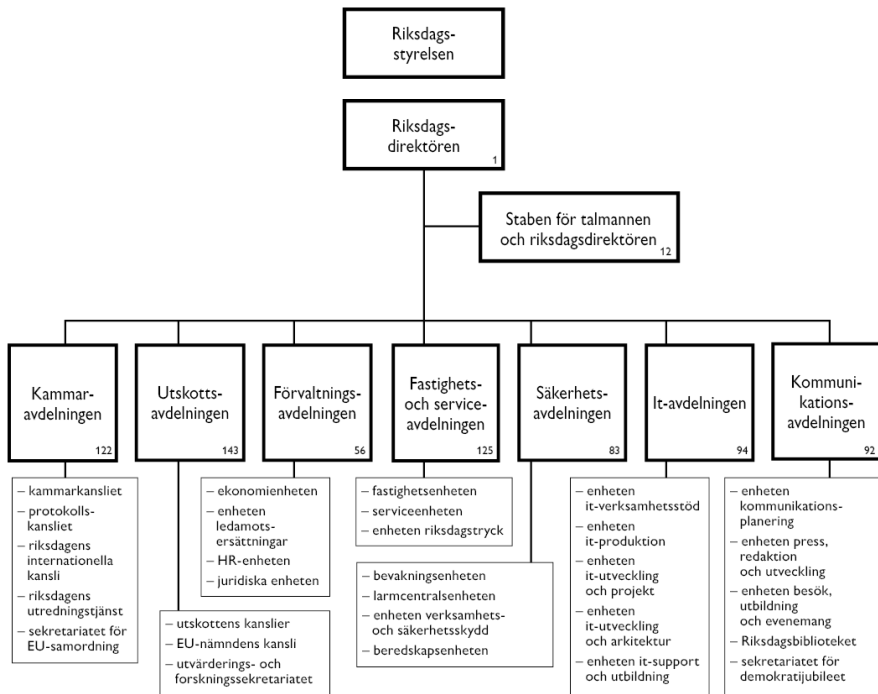 Riksdags-
styrelsen
Riksdags-
direktören
1
Staben för talmannen
och riksdagsdirektören
12
Kammar-
avdelningen
122
Utskotts-
avdelningen
143
Förvaltnings-
avdelningen
56
Fastighets-
och service-
avdelningen
125
Säkerhets-
avdelningen
83
It-avdelningen
94
Kommuni-
kations-
avdelningen
92
– kammarkansliet
– protokolls-
kansliet
– riksdagens
internationella
kansli
– riksdagens
utredningstjänst
– sekretariatet för
EU-samordning
– utskottens kanslier
– EU-nämndens kansli
– utvärderings- och
forskningssekretariatet
– ekonomienheten
– enheten
ledamots-
ersättningar
– HR-enheten
– juridiska enheten
– fastighetsenheten
– serviceenheten
– enheten riksdagstryck
– bevakningsenheten
– larmcentralsenheten
– enheten verksamhets-
och säkerhetsskydd
– beredskapsenheten
– enheten
it-verksamhetsstöd
– enheten
it-produktion
– enheten
it-utveckling
och projekt
– enheten
it-utveckling
och arkitektur
– enheten it-support
och utbildning
– enheten
kommunikations-
planering
– enheten press,
redaktion
och utveckling
– enheten besök,
utbildning
och evenemang
– Riksdagsbiblioteket
– sekretariatet för
demokratijubileet